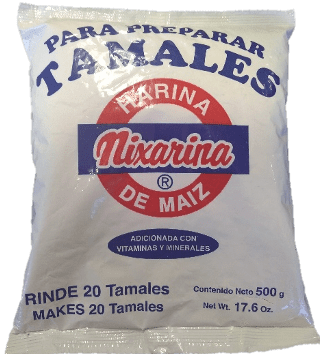 PARA PREPARAR
TAMALES
HARINA
Nixarina
®
DE MAIZ
ADICIONADA CON
VITAMINAS Y MINERALES
RINDE 20 Tamales
MAKES 20 Tamales
Contenido Neto 500 g
Net Wt. 17.6 Oz.